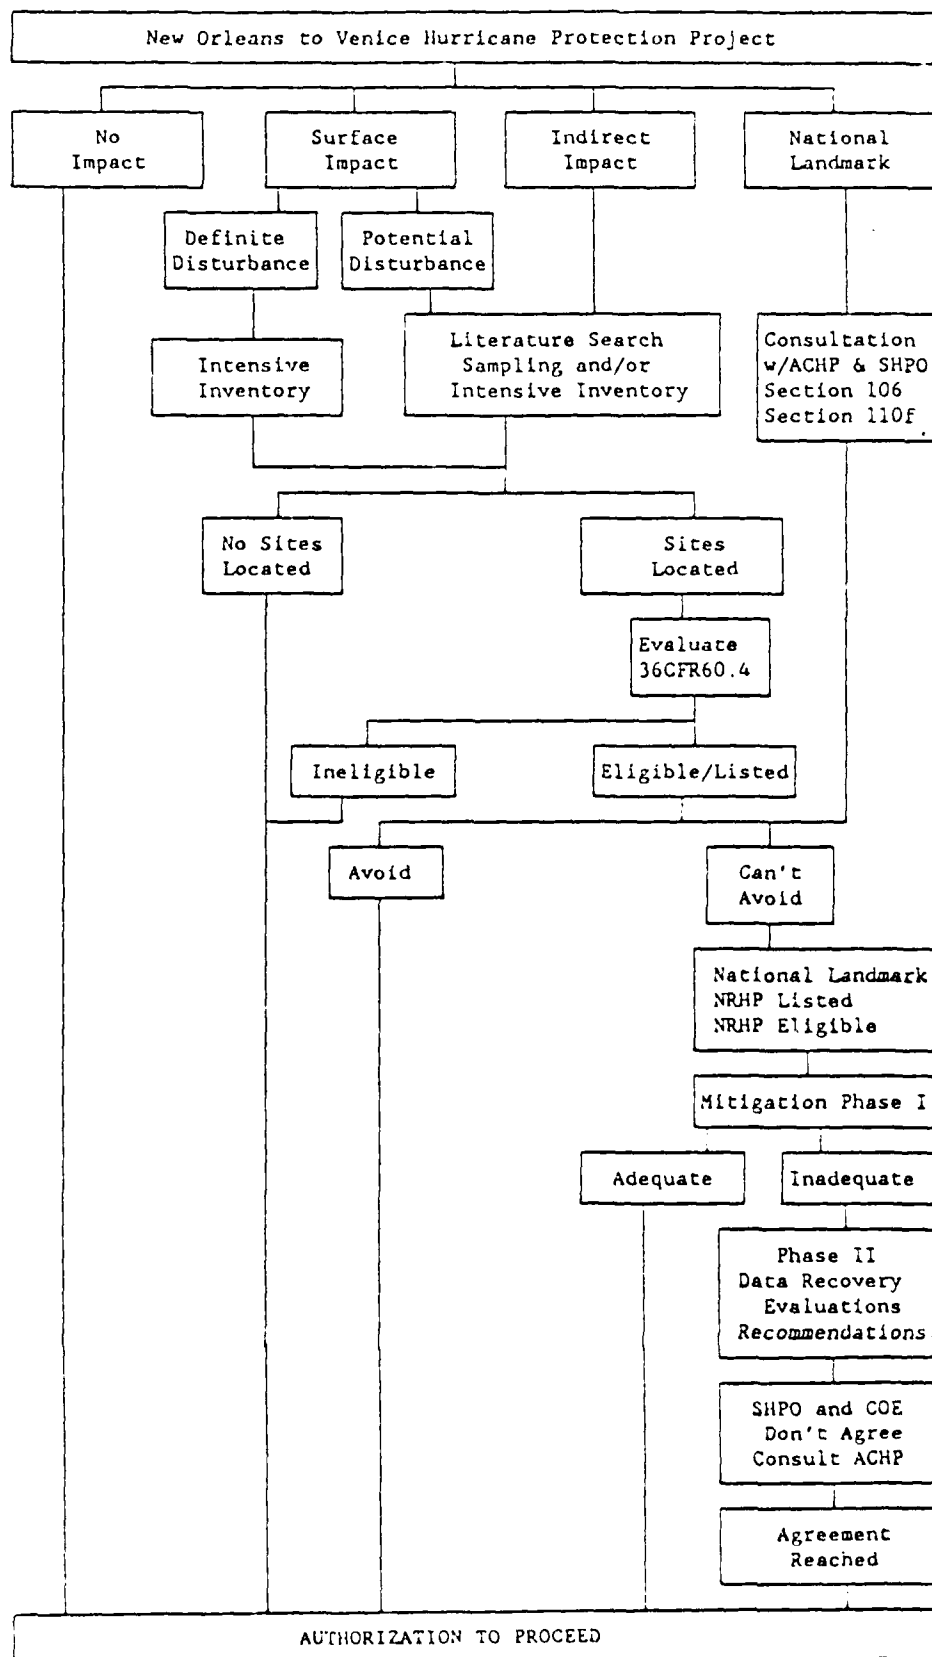 New Orleans to Venice Hurricane Protection Project
No
Impact
Surface
Impact
Indirect
Impact
National
Landmark
Definite
Disturbance
Potential
Disturbance
Intensive
Inventory
Literature Search
Sampling and/or
Intensive Inventory
Consultation
w/ACHP & SHPO
Section 106
Section 110f
No Sites
Located
Sites
Located
Evaluate
36CFR60.4
Ineligible
Eligible/Listed
Avoid
Can't
Avoid
National Landmark
NRHP Listed
NRHP Eligible
Mitigation Phase I
Adequate
Inadequate
Phase II
Data Recovery
Evaluations
Recommendations
SHPO and COE
Don't Agree
Consult ACHP
Agreement
Reached
AUTHORIZATION TO PROCEED